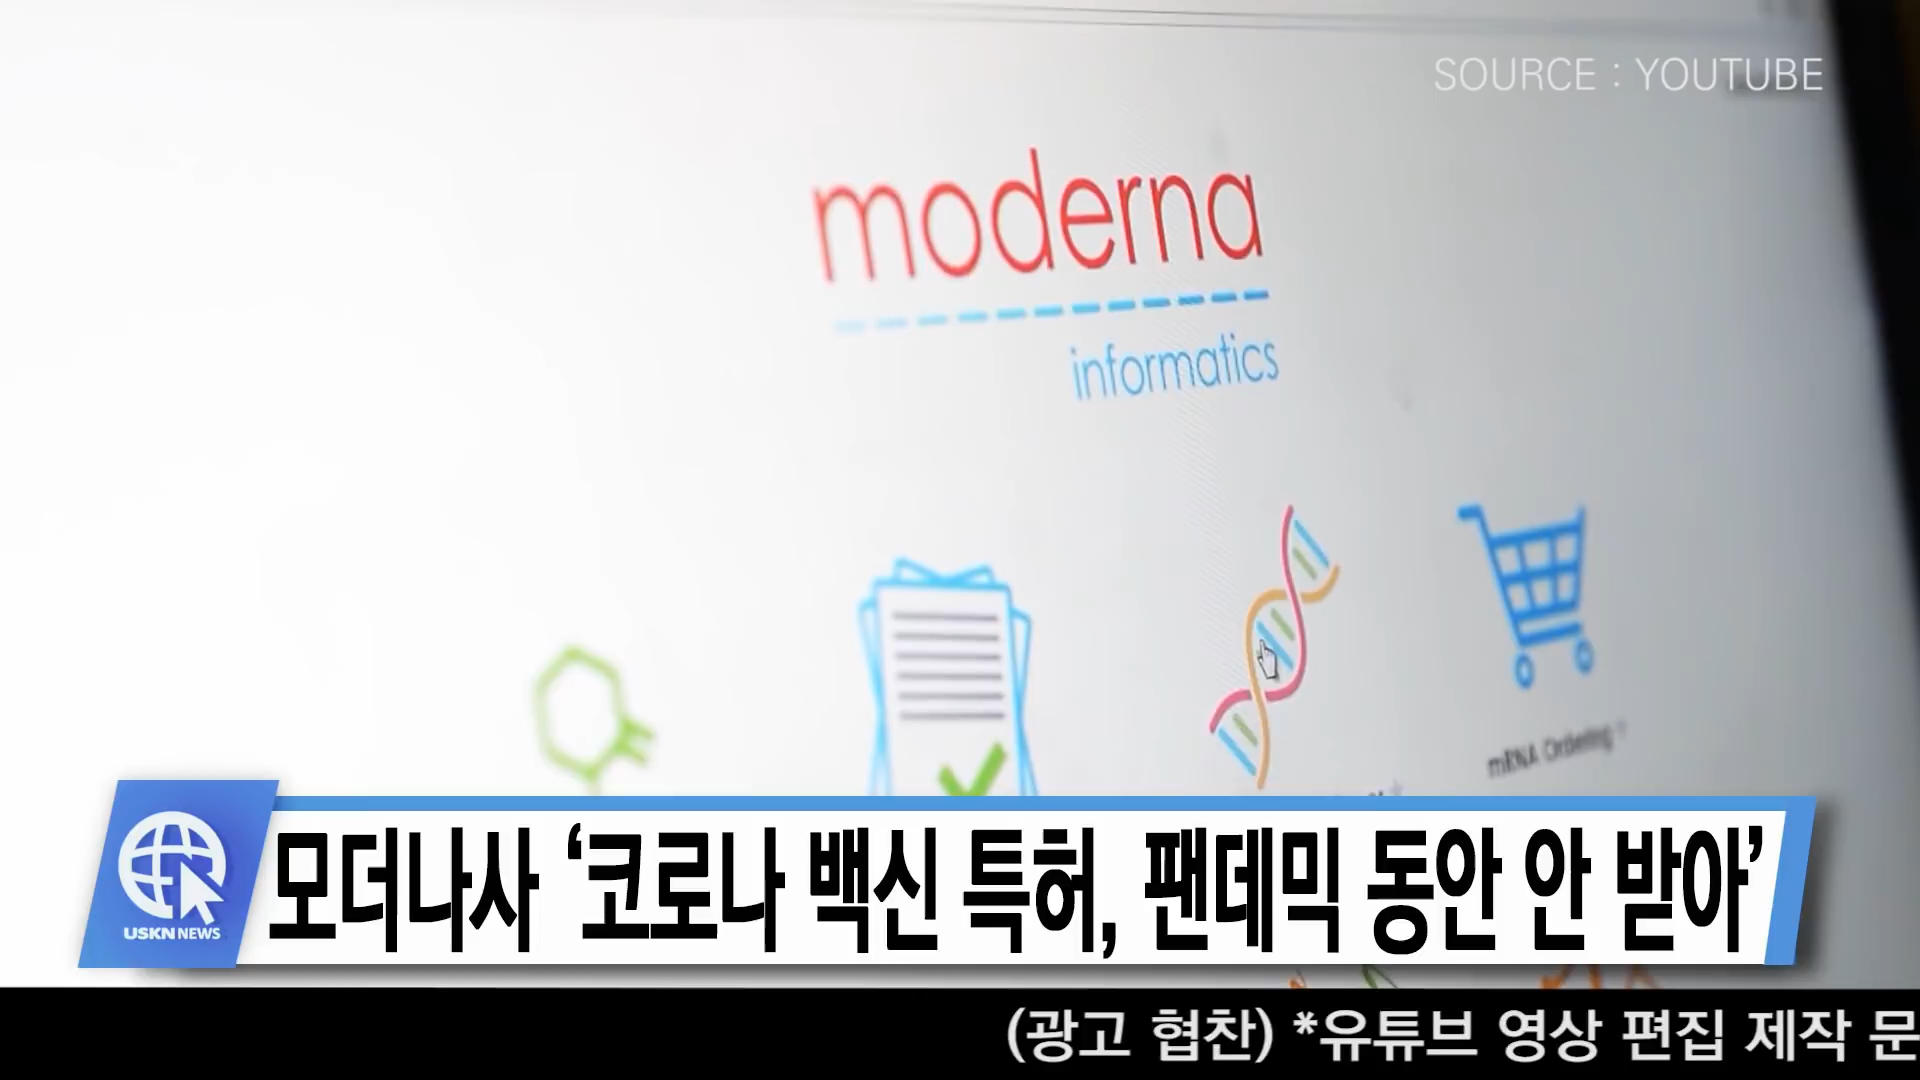 SOURCE : YOUTUBE
moderna
informatics
mRNA Ordering
모더나사 ‘코로나 백신 특허, 팬데믹 동안 안 받아’
USKN NEWS
(광고 협찬) *유튜브 영상 편집 제작 문